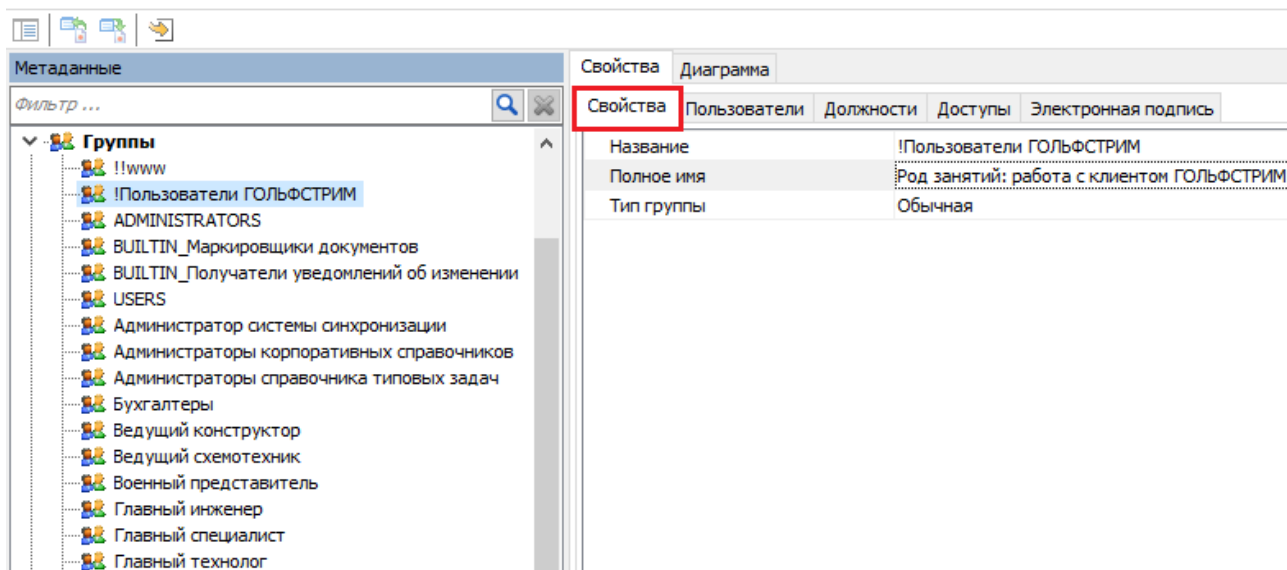 Метаданные
Фильтр ...
Группы
!!www
!Пользователи ГОЛЬФСТРИМ
ADMINISTRATORS
BUILTIN_Маркировщики документов
BUILTIN_Получатели уведомлений об изменении
USERS
Администратор системы синхронизации
Администраторы корпоративных справочников
Администраторы справочника типовых задач
Бухгалтеры
Ведущий конструктор
Ведущий схемотехник
Военный представитель
Главный инженер
Главный специалист
Главный технолог
Свойства Диаграмма
Свойства Пользователи Должности Доступы Электронная подпись
Название !Пользователи ГОЛЬФСТРИМ
Полное имя Род занятий: работа с клиентом ГОЛЬФСТРИМ
Тип группы Обычная